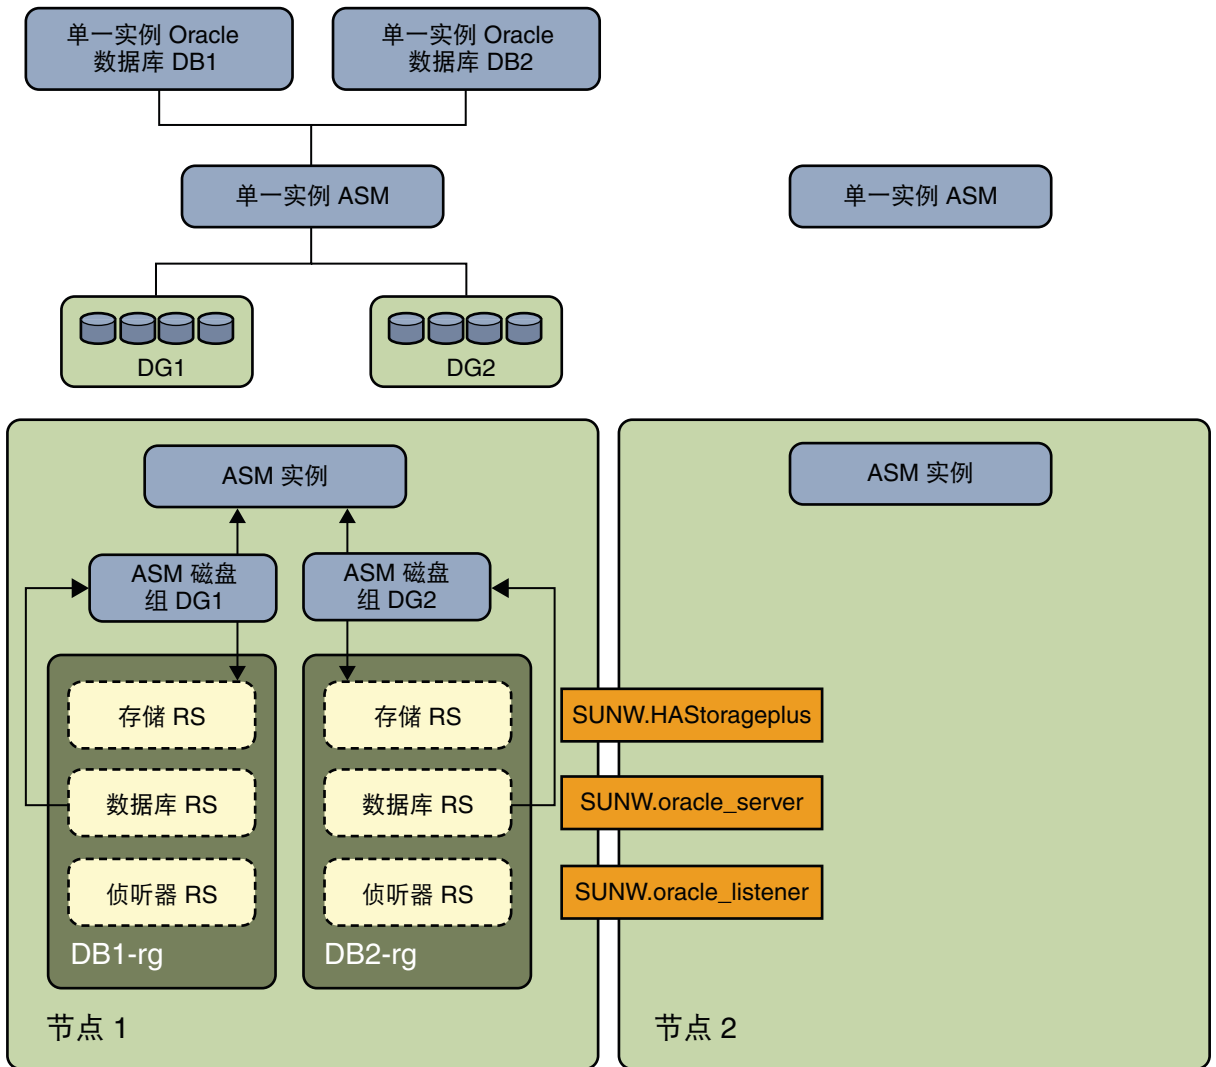 单一实例 Oracle
数据库 DB1
单一实例 Oracle
数据库 DB2
单一实例 ASM
单一实例 ASM
DG1
DG2
ASM 实例
ASM 实例
ASM 磁盘
组 DG1
ASM 磁盘
组 DG2
存储 RS
存储 RS
SUNW.HAStorageplus
数据库 RS
数据库 RS
SUNW.oracle_server
侦听器 RS
侦听器 RS
SUNW.oracle_listener
DB1-rg
DB2-rg
节点 1
节点 2